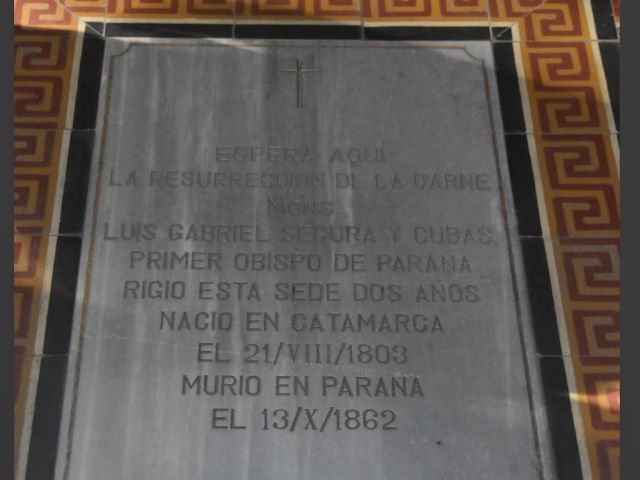 ESPERA AQUI
LA RESURRECCION DE LA CARNE
MONS.
LUIS GABRIEL SEGURA Y CUBAS,
PRIMER OBISPO DE PARANA
RIGIO ESTA SEDE DOS AÑOS
NACIO EN CATAMARCA
EL 21/VIII/1803
MURIO EN PARANA
EL 13/X/1862